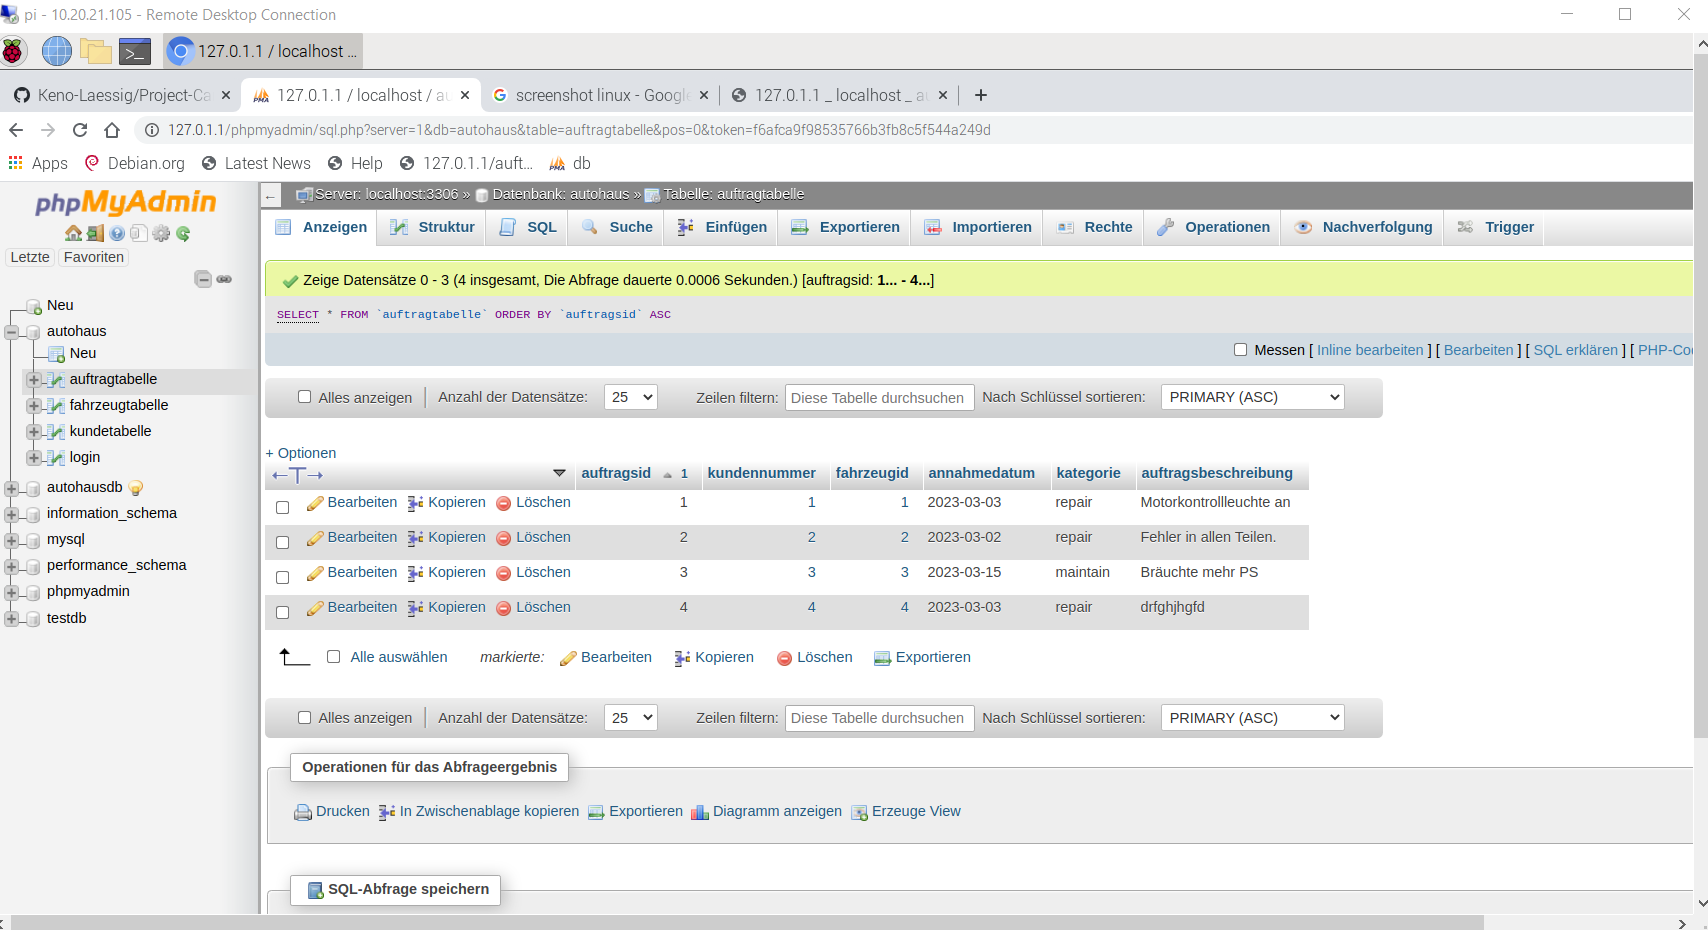 pi - 10.20.21.105 - Remote Desktop Connection
127.0.1.1 / localhost ...
Keno-Laessig/Project-Ca
127.0.1.1 / localhost / au
screenshot linux - Google
127.0.1.1 _ localhost _ au
127.0.1.1/phpmyadmin/sql.php?server=1&db=autohaus&table=auftragtabelle&pos=0&token=f6afca9f98535766b3fb8c5f544a249d
Apps Debian.org Latest News Help 127.0.1.1/auft... PMA db
phpMyAdmin
Letzte Favoriten
Neu
autohaus
Neu
auftragtabelle
fahrzeugtabelle
kundetabelle
login
autohausdb
information_schema
mysql
performance_schema
phpmyadmin
testdb
Server: localhost:3306 » Datenbank: autohaus » Tabelle: auftragtabelle
Anzeigen Struktur SQL Suche Einfügen Exportieren Importieren Rechte Operationen Nachverfolgung Trigger
Zeige Datensätze 0 - 3 (4 insgesamt, Die Abfrage dauerte 0.0006 Sekunden.) [auftragsid: 1... - 4...]
SELECT * FROM `auftragtabelle` ORDER BY `auftragsid` ASC
Messen [ Inline bearbeiten ] [ Bearbeiten ] [ SQL erklären ] [ PHP-Co
Alles anzeigen Anzahl der Datensätze: 25 Zeilen filtern: Diese Tabelle durchsuchen Nach Schlüssel sortieren: PRIMARY (ASC)
+ Optionen
←T→ auftragsid 1 kundennummer fahrzeugid annahmedatum kategorie auftragsbeschreibung
Bearbeiten Kopieren Löschen 1 1 1 2023-03-03 repair Motorkontrollleuchte an
Bearbeiten Kopieren Löschen 2 2 2 2023-03-02 repair Fehler in allen Teilen.
Bearbeiten Kopieren Löschen 3 3 3 2023-03-15 maintain Bräuchte mehr PS
Bearbeiten Kopieren Löschen 4 4 4 2023-03-03 repair drfghjhgfd
Alle auswählen markierte: Bearbeiten Kopieren Löschen Exportieren
Alles anzeigen Anzahl der Datensätze: 25 Zeilen filtern: Diese Tabelle durchsuchen Nach Schlüssel sortieren: PRIMARY (ASC)
Operationen für das Abfrageergebnis
Drucken In Zwischenablage kopieren Exportieren Diagramm anzeigen Erzeuge View
SQL-Abfrage speichern